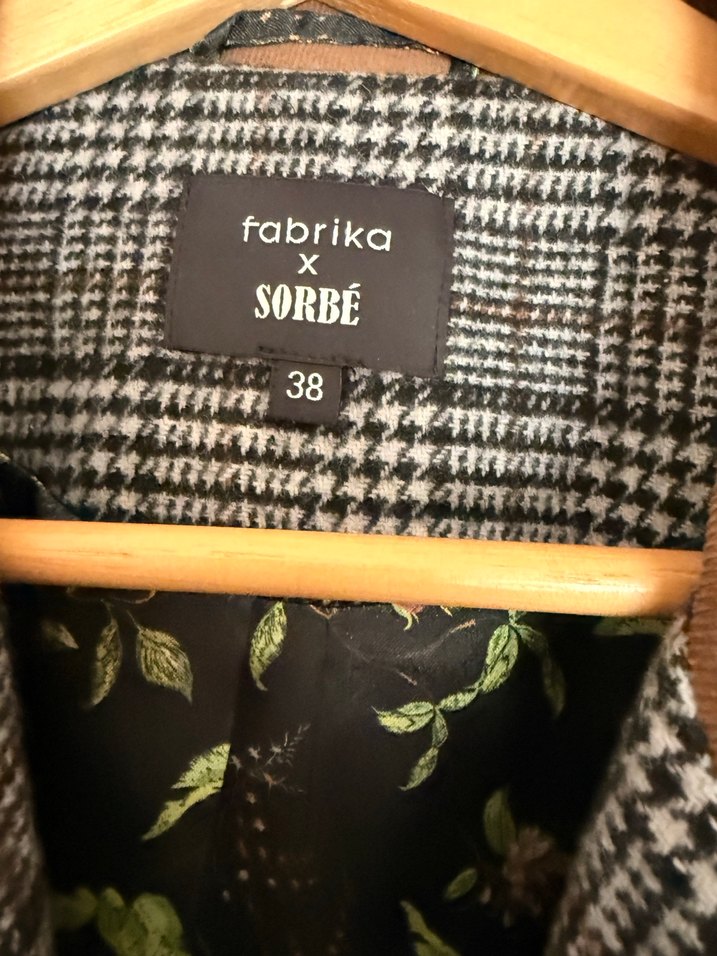 fabrika
x
SORBÉ
38